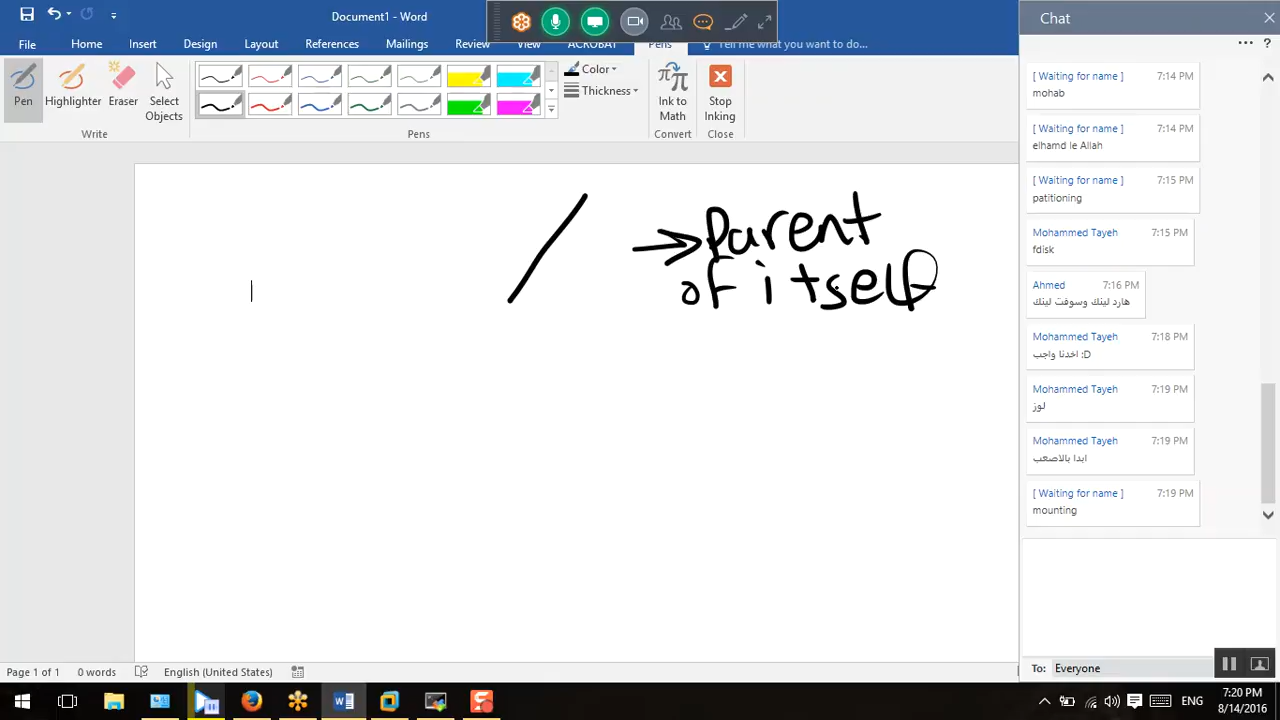 Document1 - Word
File Home Insert Design Layout References Mailings Review View ACROBAT Pens Tell me what you want to do...
Pen Highlighter Eraser Select Objects
Write
Pens
Color
Thickness
Ink to Math
Convert
Stop Inking
Close
/ → Parent
of itself
Chat
[ Waiting for name ] 7:14 PM
mohab
[ Waiting for name ] 7:14 PM
elhamd le Allah
[ Waiting for name ] 7:15 PM
patitioning
Mohammed Tayeh 7:15 PM
fdisk
Ahmed 7:16 PM
هارد لينك وسوفت لينك
Mohammed Tayeh 7:18 PM
اخدنا واجب :D
Mohammed Tayeh 7:19 PM
لوز
Mohammed Tayeh 7:19 PM
ابدا بالاصعب
[ Waiting for name ] 7:19 PM
mounting
To: Everyone
Page 1 of 1 0 words English (United States)
ENG
7:20 PM
8/14/2016